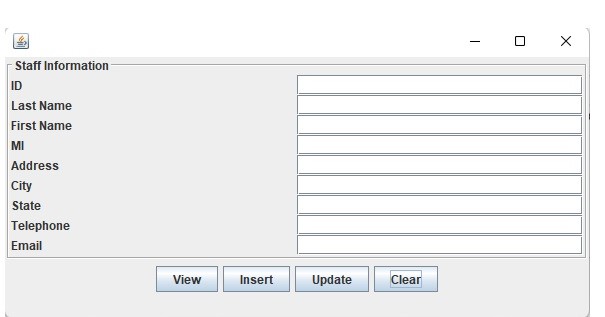 Staff Information
ID
Last Name
First Name
MI
Address
City
State
Telephone
Email
View Insert Update Clear